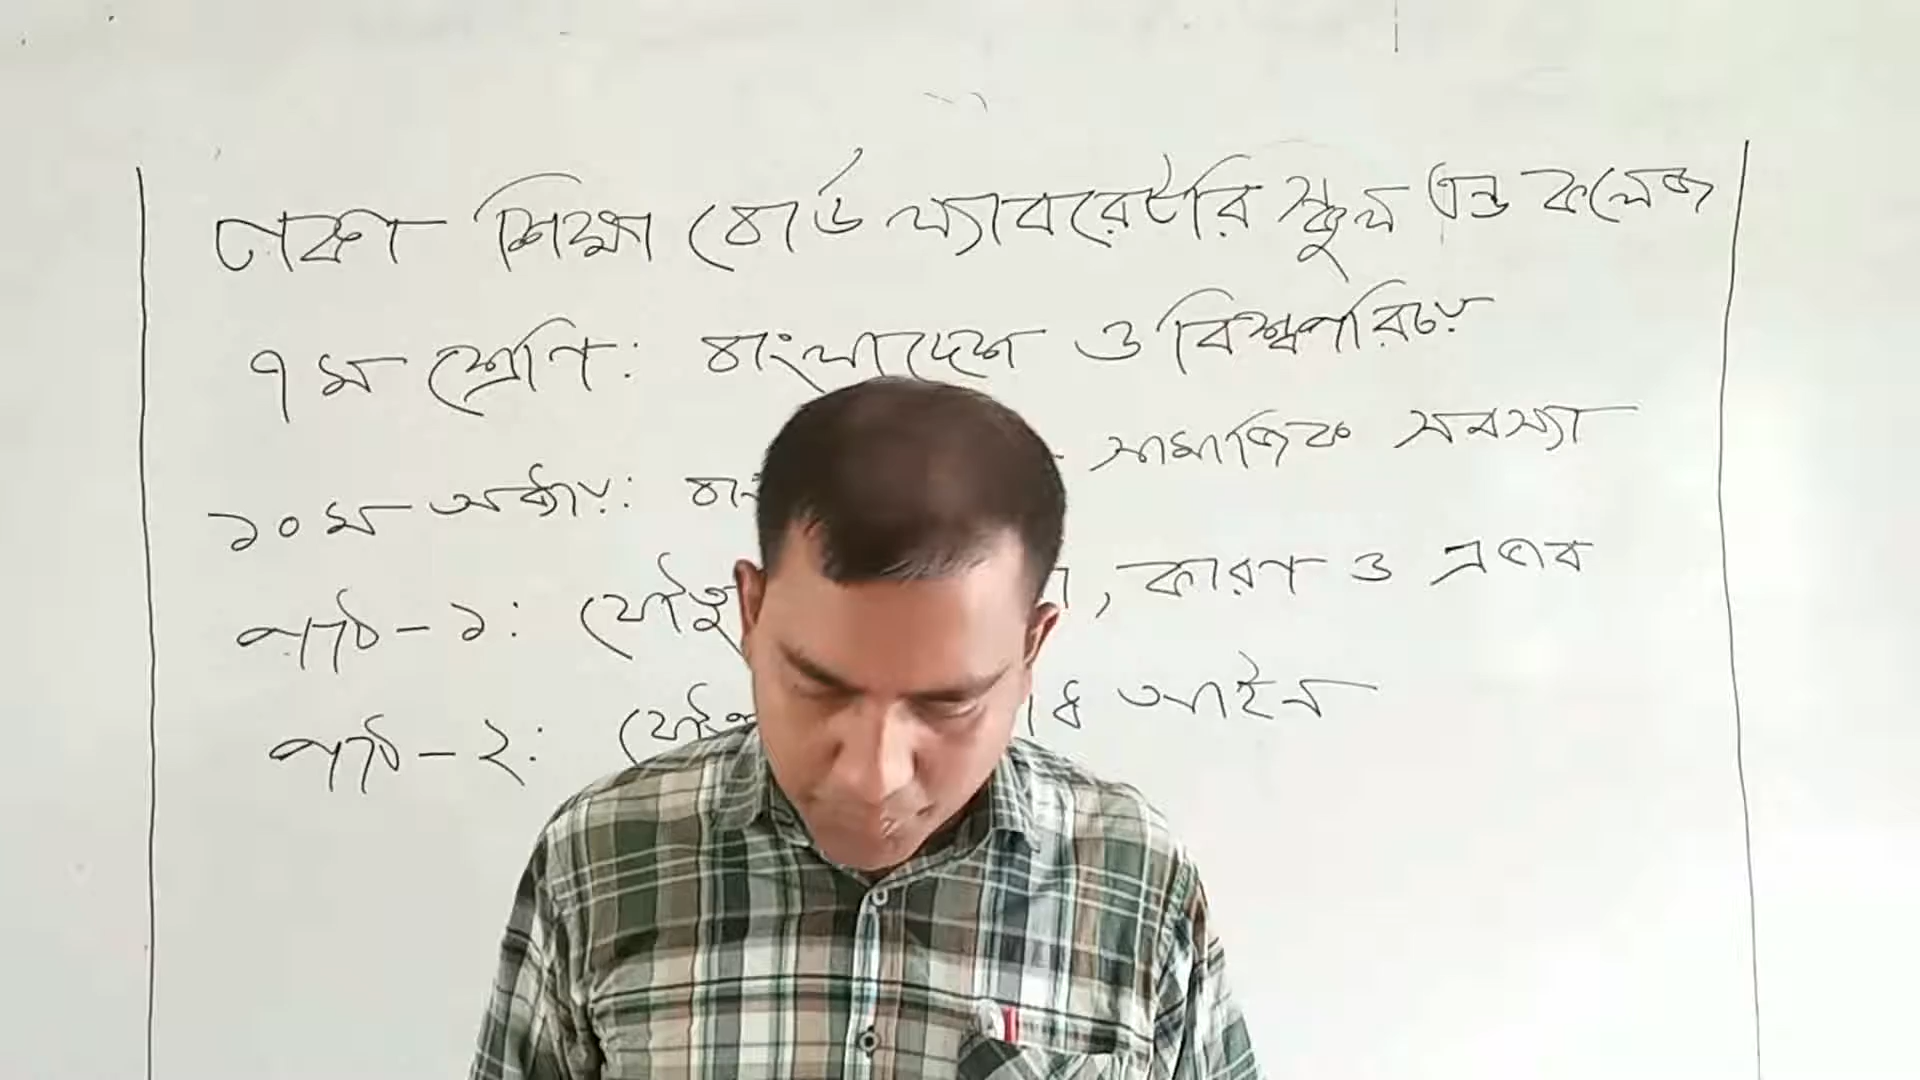 ঢাকা শিক্ষা বোর্ড ল্যাবরেটরি স্কুল এন্ড কলেজ
৭ম শ্রেণি: বাংলাদেশ ও বিশ্বপরিচয়
১০ম অধ্যায়: সামাজিক সমস্যা
পাঠ-১: , কারণ ও প্রভাব
পাঠ-২: আইন